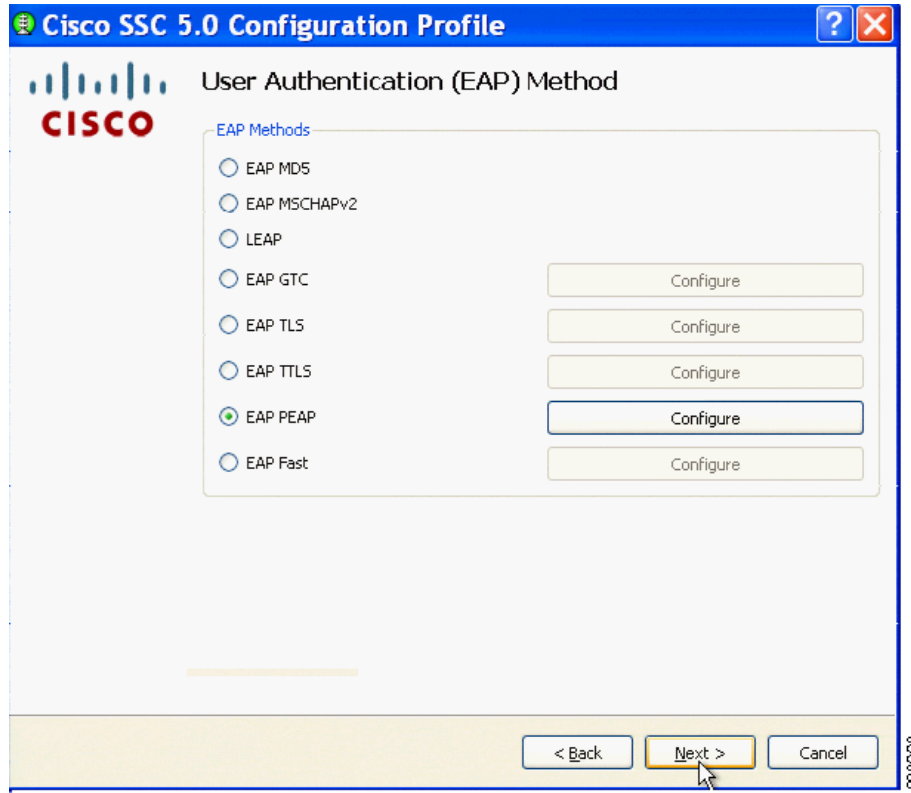 Cisco SSC 5.0 Configuration Profile
?
CISCO
User Authentication (EAP) Method
EAP Methods
EAP MD5
EAP MSCHAPv2
LEAP
EAP GTC Configure
EAP TLS Configure
EAP TTLS Configure
EAP PEAP Configure
EAP Fast Configure
< Back Next > Cancel